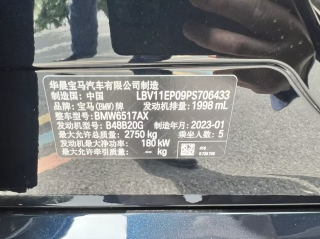 华晨宝马汽车有限公司制造
制造国：中国 LBV11EP09PS706433
品牌：宝马(BMW)牌 发动机排量：1998 mL
整车型号：BMW6517AX
发动机型号：B48B20G 制造年月：2023-01
最大允许总质量：2750 kg 乘坐人数：5
发动机最大净功率：180 kW
最大允许牵引质量：— kg